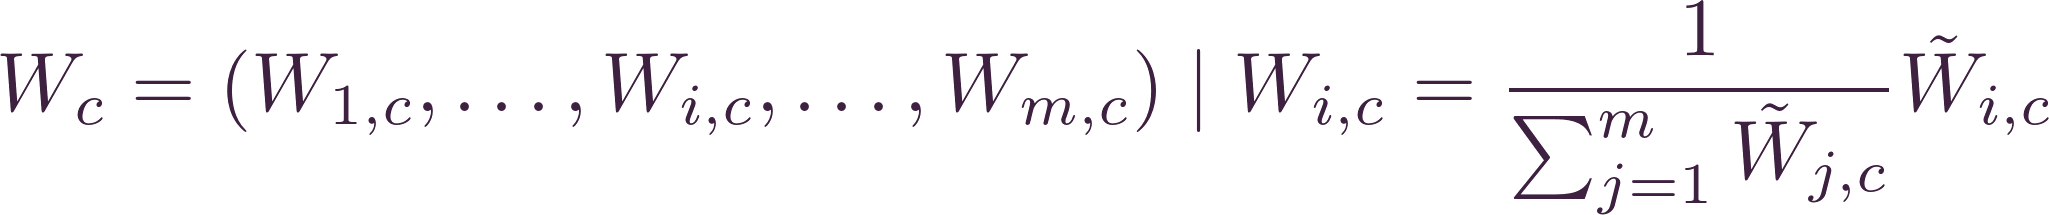 $W_c = (W_{1,c}, \ldots, W_{i,c}, \ldots, W_{m,c}) \mid W_{i,c} = \frac{1}{\sum_{j=1}^{m} \tilde{W}_{j,c}} \tilde{W}_{i,c}$